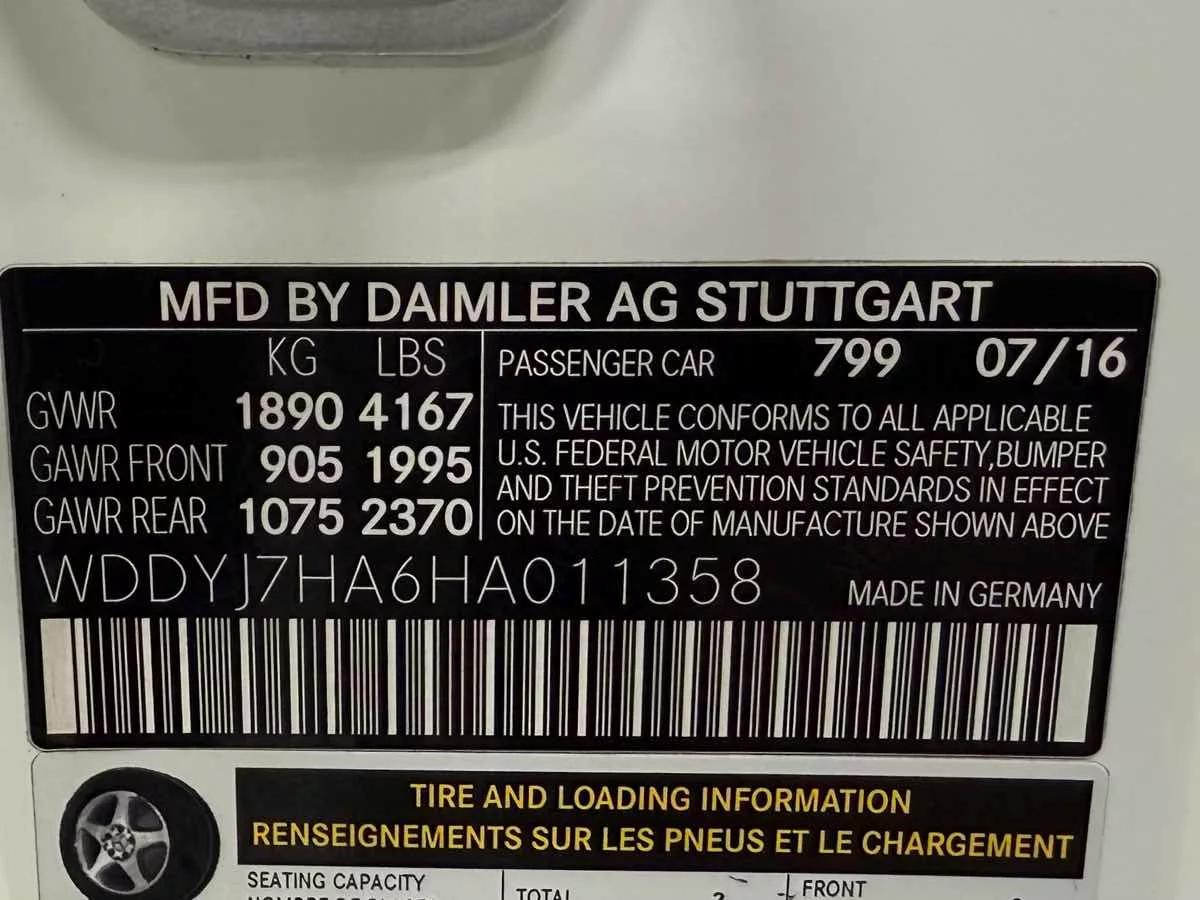 MFD BY DAIMLER AG STUTTGART
KG LBS
GVWR 1890 4167
GAWR FRONT 905 1995
GAWR REAR 1075 2370
PASSENGER CAR 799 07/16
THIS VEHICLE CONFORMS TO ALL APPLICABLE
U.S. FEDERAL MOTOR VEHICLE SAFETY,BUMPER
AND THEFT PREVENTION STANDARDS IN EFFECT
ON THE DATE OF MANUFACTURE SHOWN ABOVE
WDDYJ7HA6HA011358 MADE IN GERMANY
TIRE AND LOADING INFORMATION
RENSEIGNEMENTS SUR LES PNEUS ET LE CHARGEMENT
SEATING CAPACITY
TOTAL
FRONT